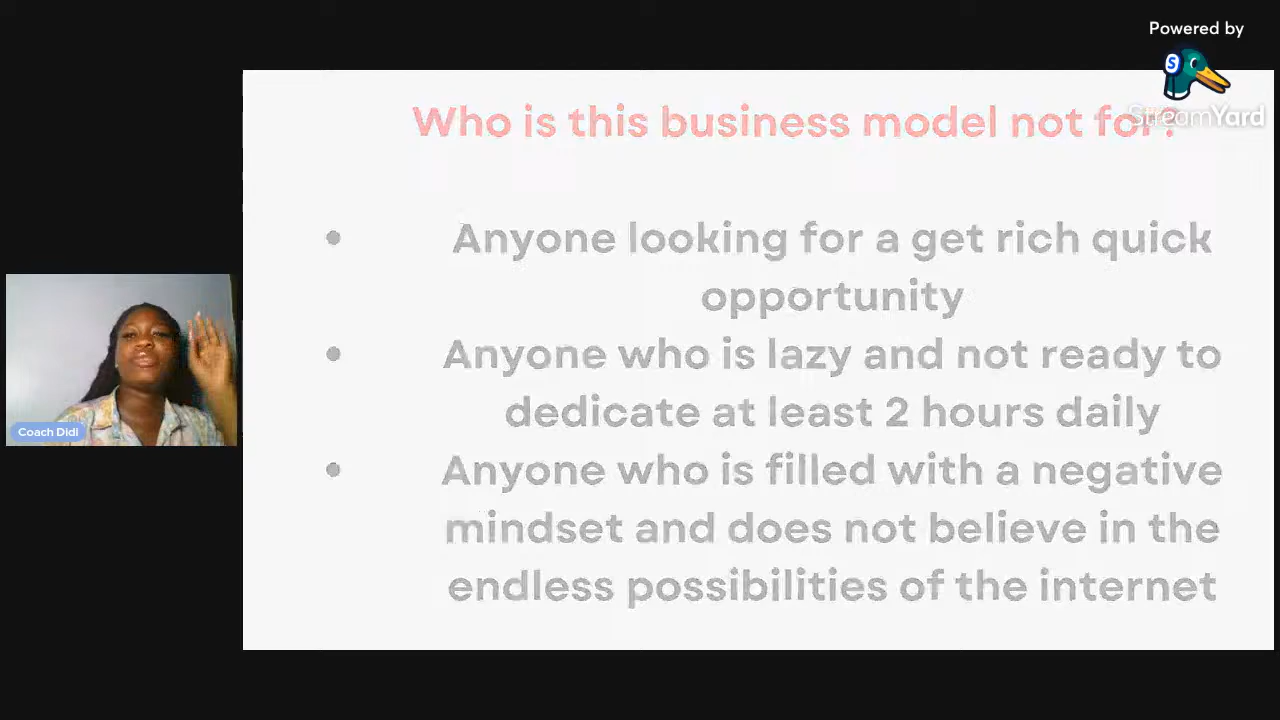 Powered by
StreamYard
Who is this business model not for?
• Anyone looking for a get rich quick
opportunity
• Anyone who is lazy and not ready to
dedicate at least 2 hours daily
• Anyone who is filled with a negative
mindset and does not believe in the
endless possibilities of the internet
Coach Didi